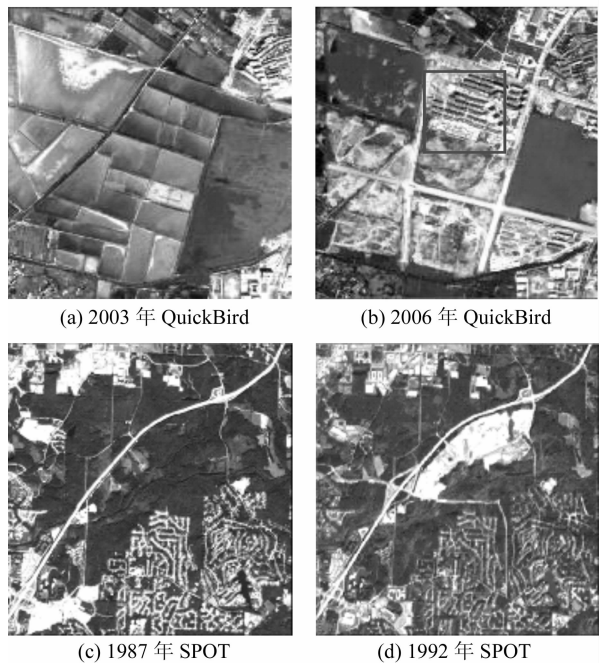 (a) 2003 年 QuickBird
(b) 2006 年 QuickBird
(c) 1987 年 SPOT
(d) 1992 年 SPOT